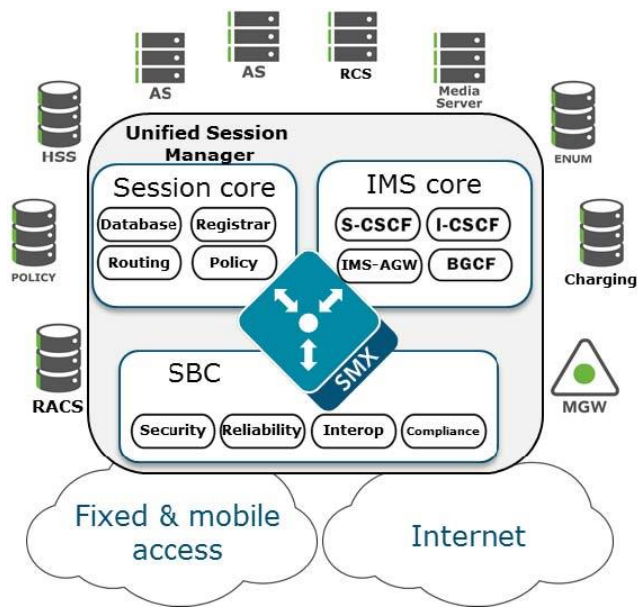 AS
AS
RCS
Media
Server
HSS
ENUM
POLICY
Charging
RACS
MGW
Unified Session
Manager
Session core
Database
Registrar
Routing
Policy
IMS core
S-CSCF
I-CSCF
IMS-AGW
BGCF
SMX
SBC
Security
Reliability
Interop
Compliance
Fixed & mobile
access
Internet